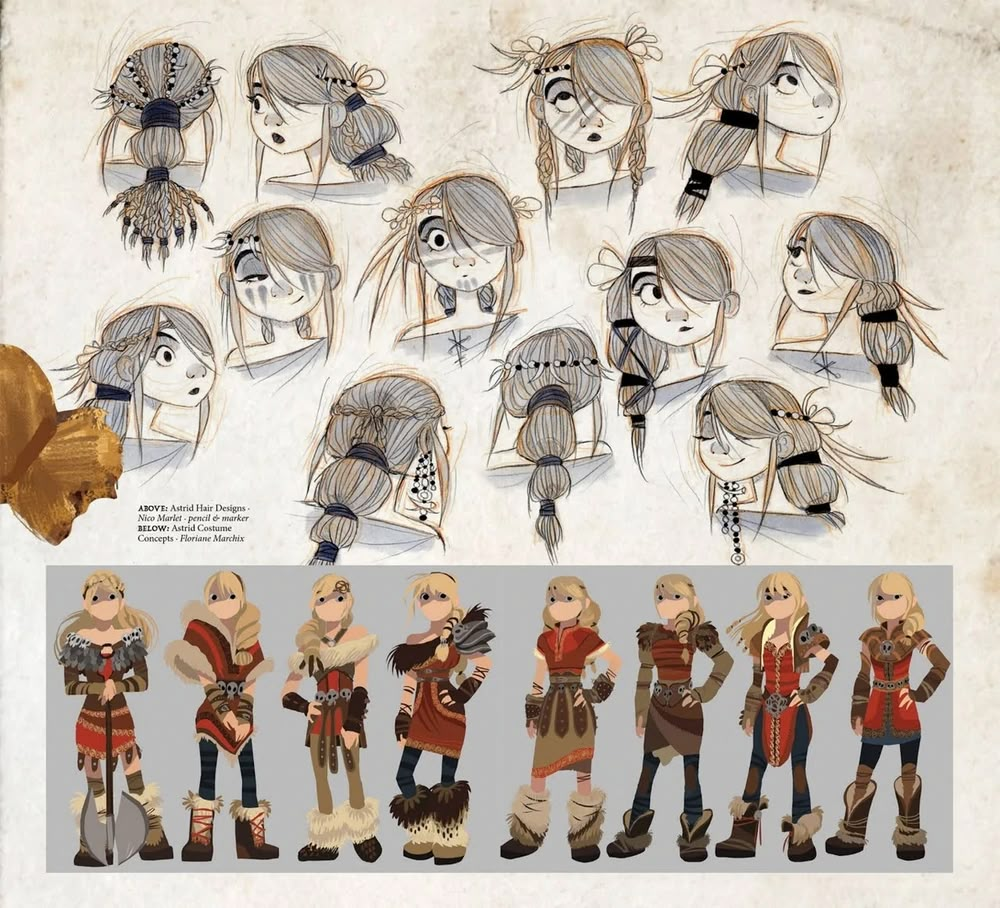 ABOVE: Astrid Hair Designs ·
Nico Marlet · pencil & marker
BELOW: Astrid Costume
Concepts · Floriane Marchix